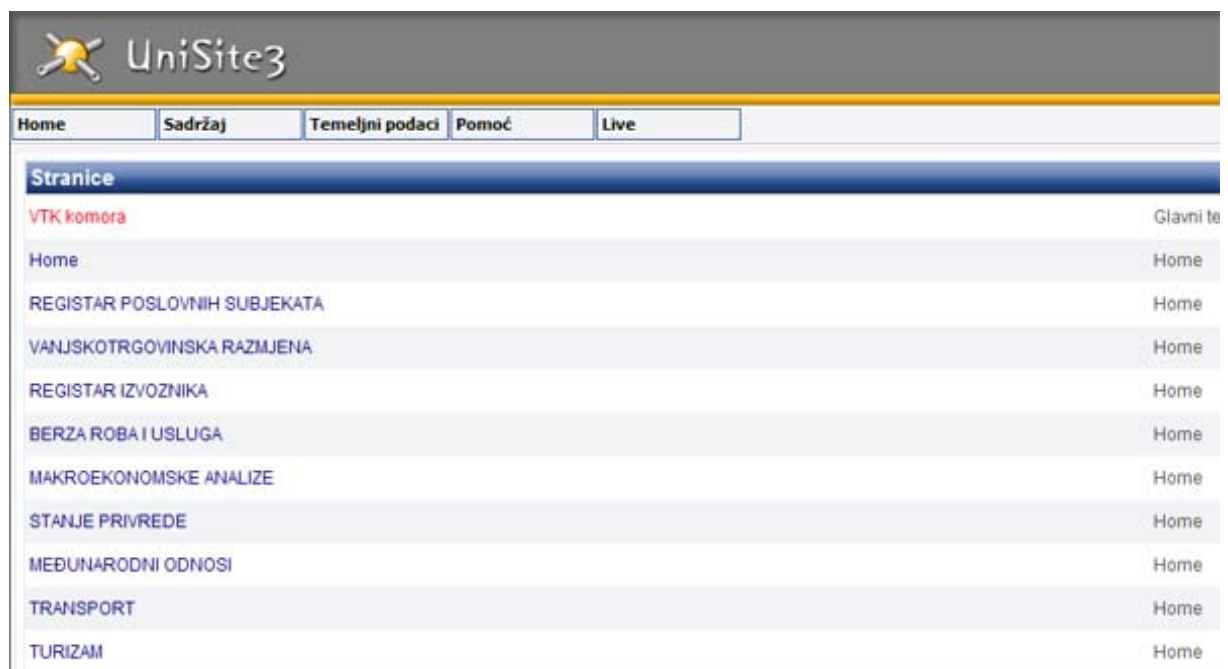 UniSite3
Home Sadržaj Temeljni podaci Pomoć Live
Stranice
VTK komora Glavni te
Home Home
REGISTAR POSLOVNIH SUBJEKATA Home
VANJSKOTRGOVINSKA RAZMJENA Home
REGISTAR IZVOZNIKA Home
BERZA ROBA I USLUGA Home
MAKROEKONOMSKE ANALIZE Home
STANJE PRIVREDE Home
MEĐUNARODNI ODNOSI Home
TRANSPORT Home
TURIZAM Home